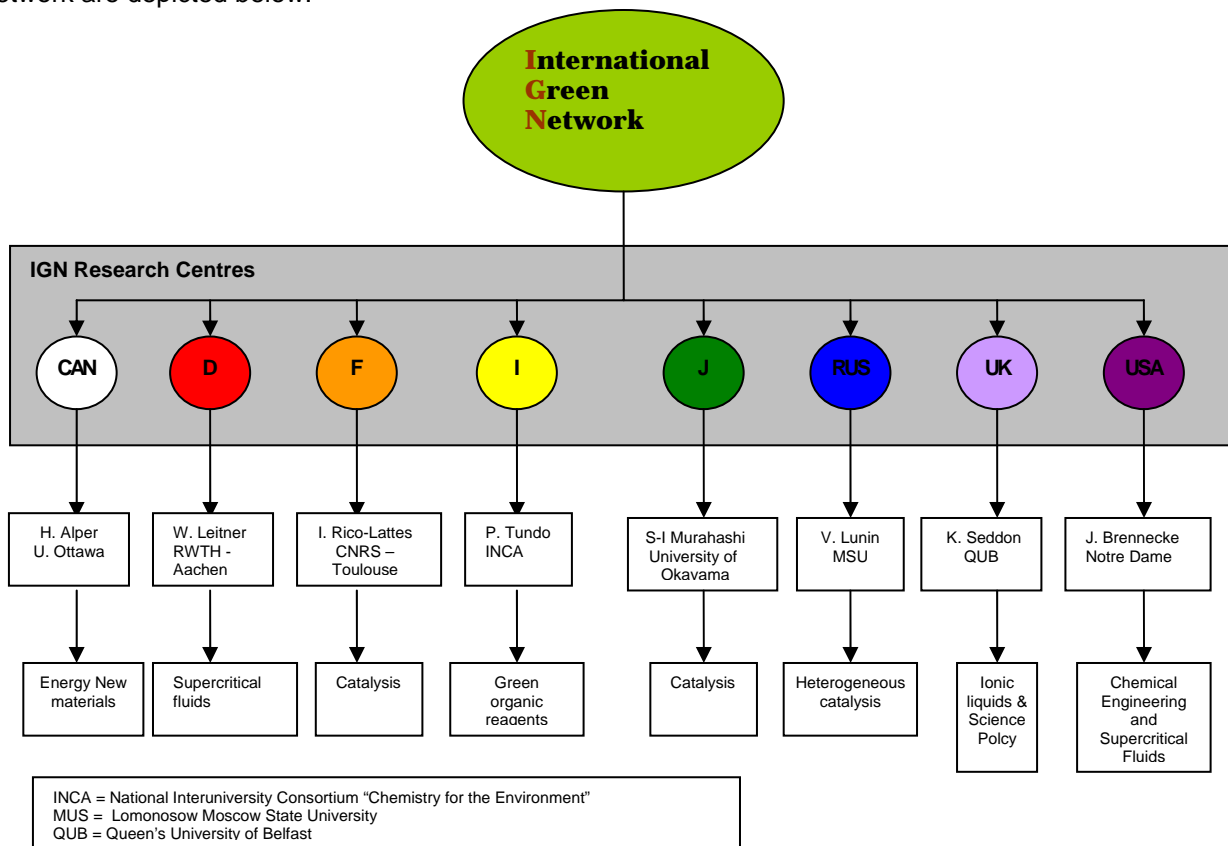 etwork are depicted below:
International
Green
Network
IGN Research Centres
CAN
D
F
I
J
RUS
UK
USA
H. Alper
U. Ottawa
W. Leitner
RWTH -
Aachen
I. Rico-Lattes
CNRS –
Toulouse
P. Tundo
INCA
S-I Murahashi
University of
Okavama
V. Lunin
MSU
K. Seddon
QUB
J. Brennecke
Notre Dame
Energy New
materials
Supercritical
fluids
Catalysis
Green
organic
reagents
Catalysis
Heterogeneous
catalysis
Ionic
liquids &
Science
Polcy
Chemical
Engineering
and
Supercritical
Fluids
INCA = National Interuniversity Consortium “Chemistry for the Environment”
MUS = Lomonosow Moscow State University
QUB = Queen’s University of Belfast